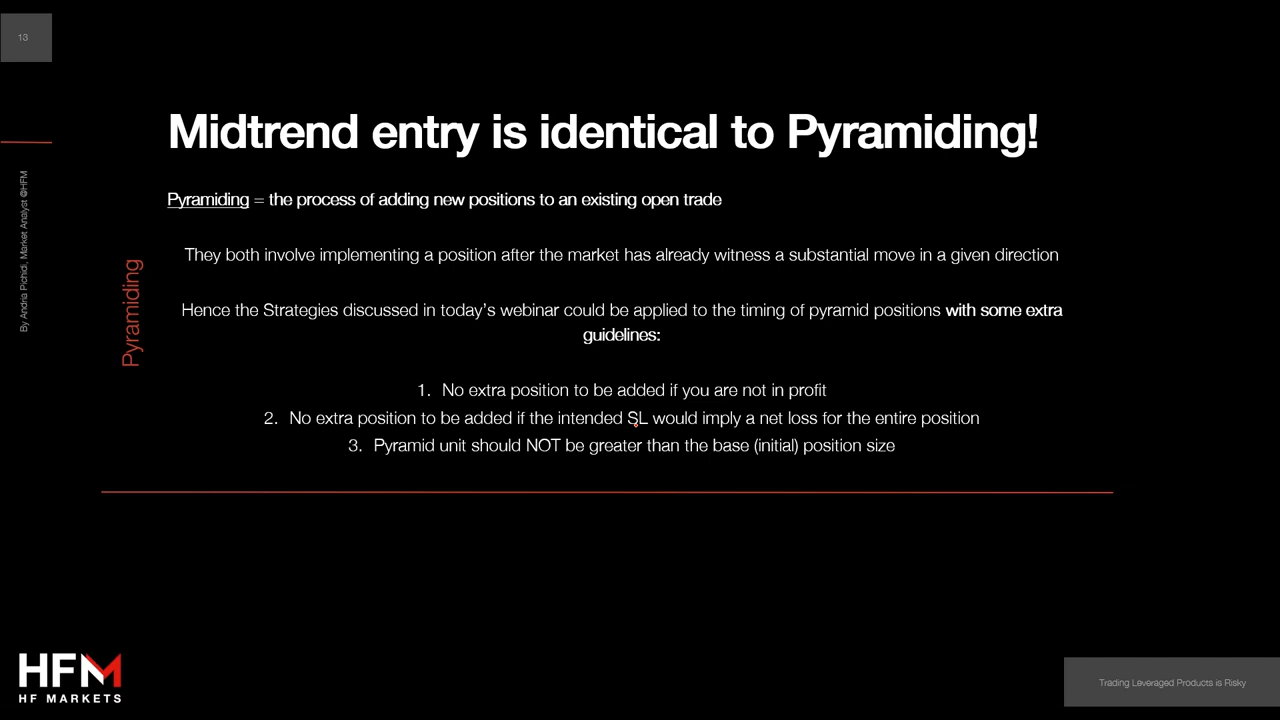 13
Midtrend entry is identical to Pyramiding!
Pyramiding = the process of adding new positions to an existing open trade
They both involve implementing a position after the market has already witness a substantial move in a given direction
Hence the Strategies discussed in today's webinar could be applied to the timing of pyramid positions with some extra
guidelines:
1. No extra position to be added if you are not in profit
2. No extra position to be added if the intended SL would imply a net loss for the entire position
3. Pyramid unit should NOT be greater than the base (initial) position size
Pyramiding
By Andria Pichidi, Market Analyst @HFM
HFM
HF MARKETS
Trading Leveraged Products is Risky